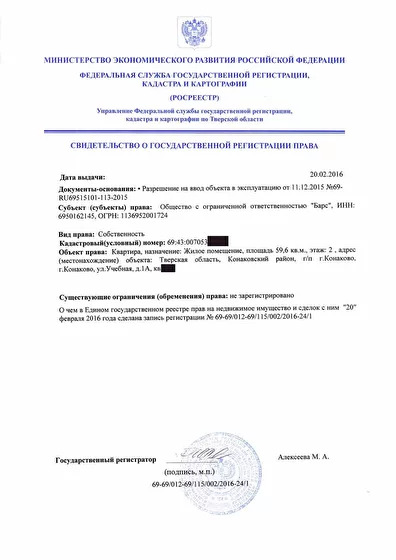 МИНИСТЕРСТВО ЭКОНОМИЧЕСКОГО РАЗВИТИЯ РОССИЙСКОЙ ФЕДЕРАЦИИ
ФЕДЕРАЛЬНАЯ СЛУЖБА ГОСУДАРСТВЕННОЙ РЕГИСТРАЦИИ,
КАДАСТРА И КАРТОГРАФИИ
(РОСРЕЕСТР)
Управление Федеральной службы государственной регистрации,
кадастра и картографии по Тверской области
СВИДЕТЕЛЬСТВО О ГОСУДАРСТВЕННОЙ РЕГИСТРАЦИИ ПРАВА
Дата выдачи: 20.02.2016
Документы-основания: • Разрешение на ввод объекта в эксплуатацию от 11.12.2015 №69-
RU69515101-113-2015
Субъект (субъекты) права: Общество с ограниченной ответственностью "Барс", ИНН:
6950162145, ОГРН: 1136952001724
Вид права: Собственность
Кадастровый(условный) номер: 69:43:007053
Объект права: Квартира, назначение: Жилое помещение, площадь 59,6 кв.м., этаж: 2 , адрес
(местонахождение) объекта: Тверская область, Конаковский район, г/п г.Конаково,
г.Конаково, ул.Учебная, д.1А, кв
Существующие ограничения (обременения) права: не зарегистрировано
О чем в Едином государственном реестре прав на недвижимое имущество и сделок с ним "20"
февраля 2016 года сделана запись регистрации № 69-69/012-69/115/002/2016-24/1
Государственный регистратор Алексеева М. А.
(подпись, м.п.)
69-69/012-69/115/002/2016-24/1